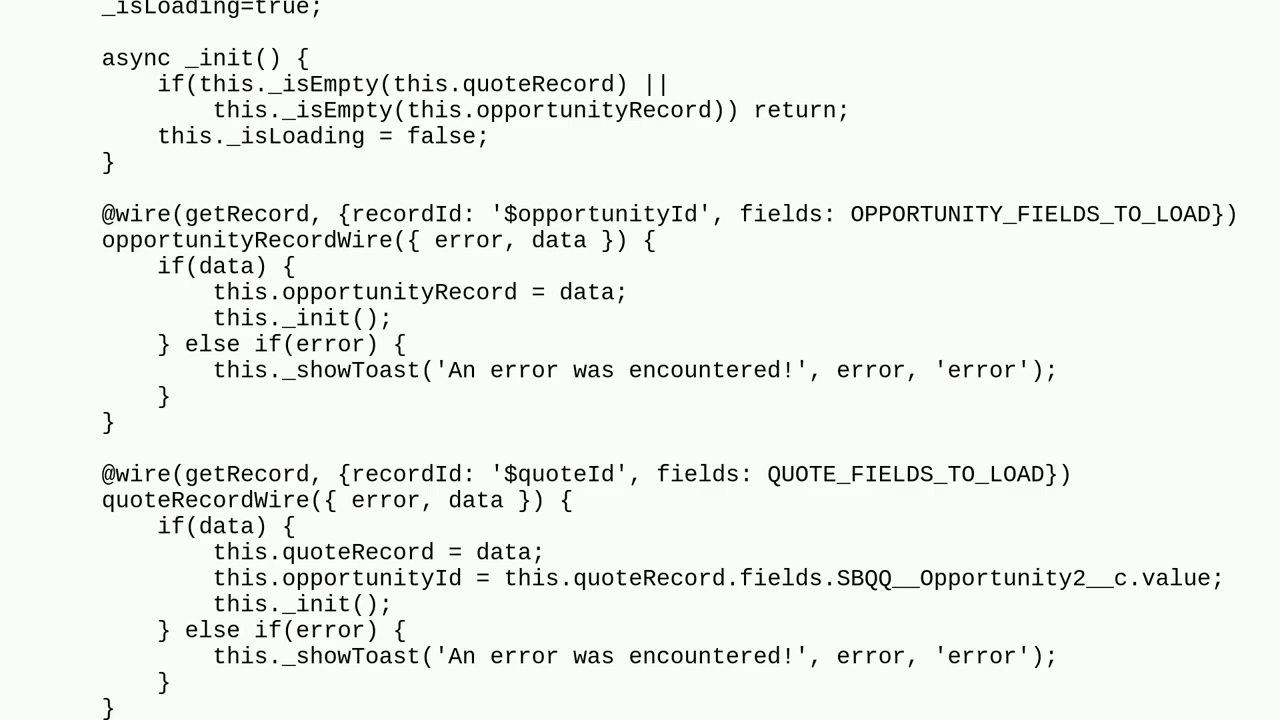 _isLoading=true;
async _init() {
if(this._isEmpty(this.quoteRecord) ||
this._isEmpty(this.opportunityRecord)) return;
this._isLoading = false;
}
@wire(getRecord, {recordId: '$opportunityId', fields: OPPORTUNITY_FIELDS_TO_LOAD})
opportunityRecordWire({ error, data }) {
if(data) {
this.opportunityRecord = data;
this._init();
} else if(error) {
this._showToast('An error was encountered!', error, 'error');
}
}
@wire(getRecord, {recordId: '$quoteId', fields: QUOTE_FIELDS_TO_LOAD})
quoteRecordWire({ error, data }) {
if(data) {
this.quoteRecord = data;
this.opportunityId = this.quoteRecord.fields.SBQQ__Opportunity2__c.value;
this._init();
} else if(error) {
this._showToast('An error was encountered!', error, 'error');
}
}